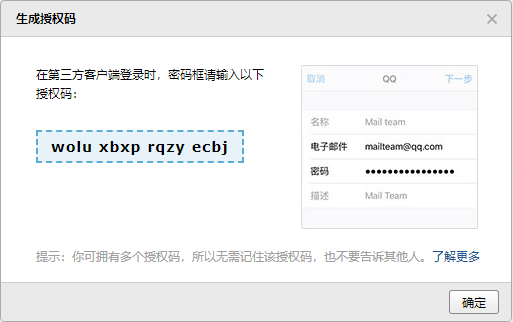 生成授权码
在第三方客户端登录时，密码框请输入以下
授权码：
wolu xbxp rqzy ecbj
取消 QQ 下一步
名称 Mail team
电子邮件 mailteam@qq.com
密码 ●●●●●●●●●●●●●●●●
描述 Mail Team
提示：你可拥有多个授权码，所以无需记住该授权码，也不要告诉其他人。了解更多
确定